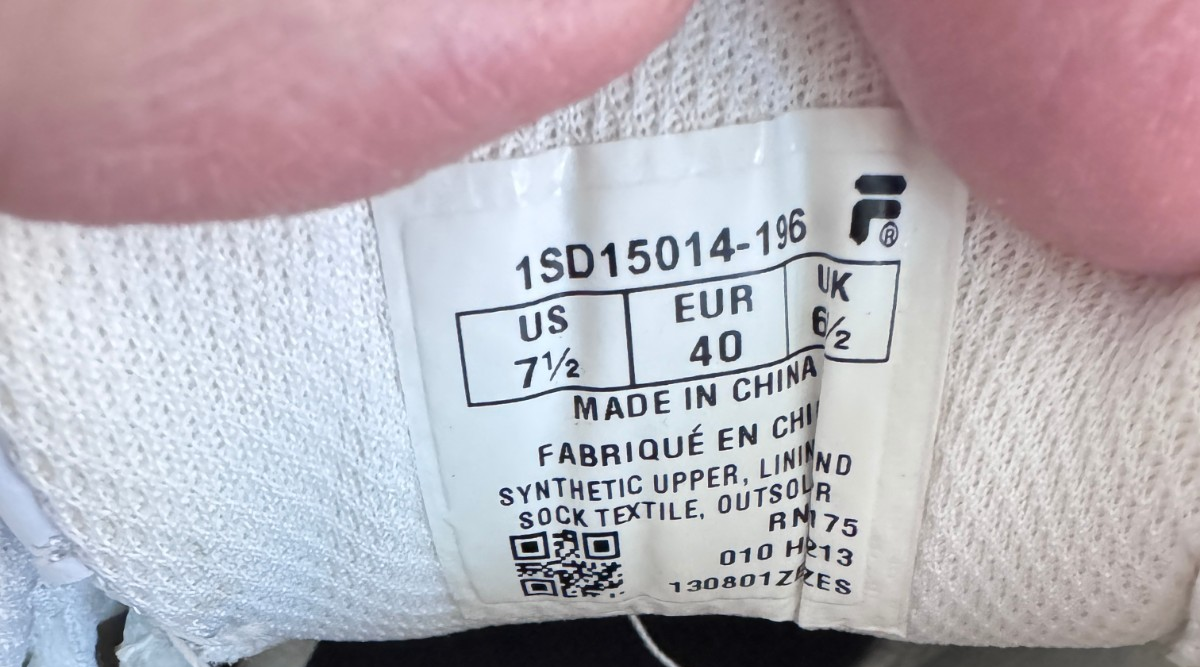 1SD15014-196
®
US EUR UK
7½ 40 6½
MADE IN CHINA
FABRIQUÉ EN
SYNTHETIC UPPER,
SOCK TEXTILE,
010